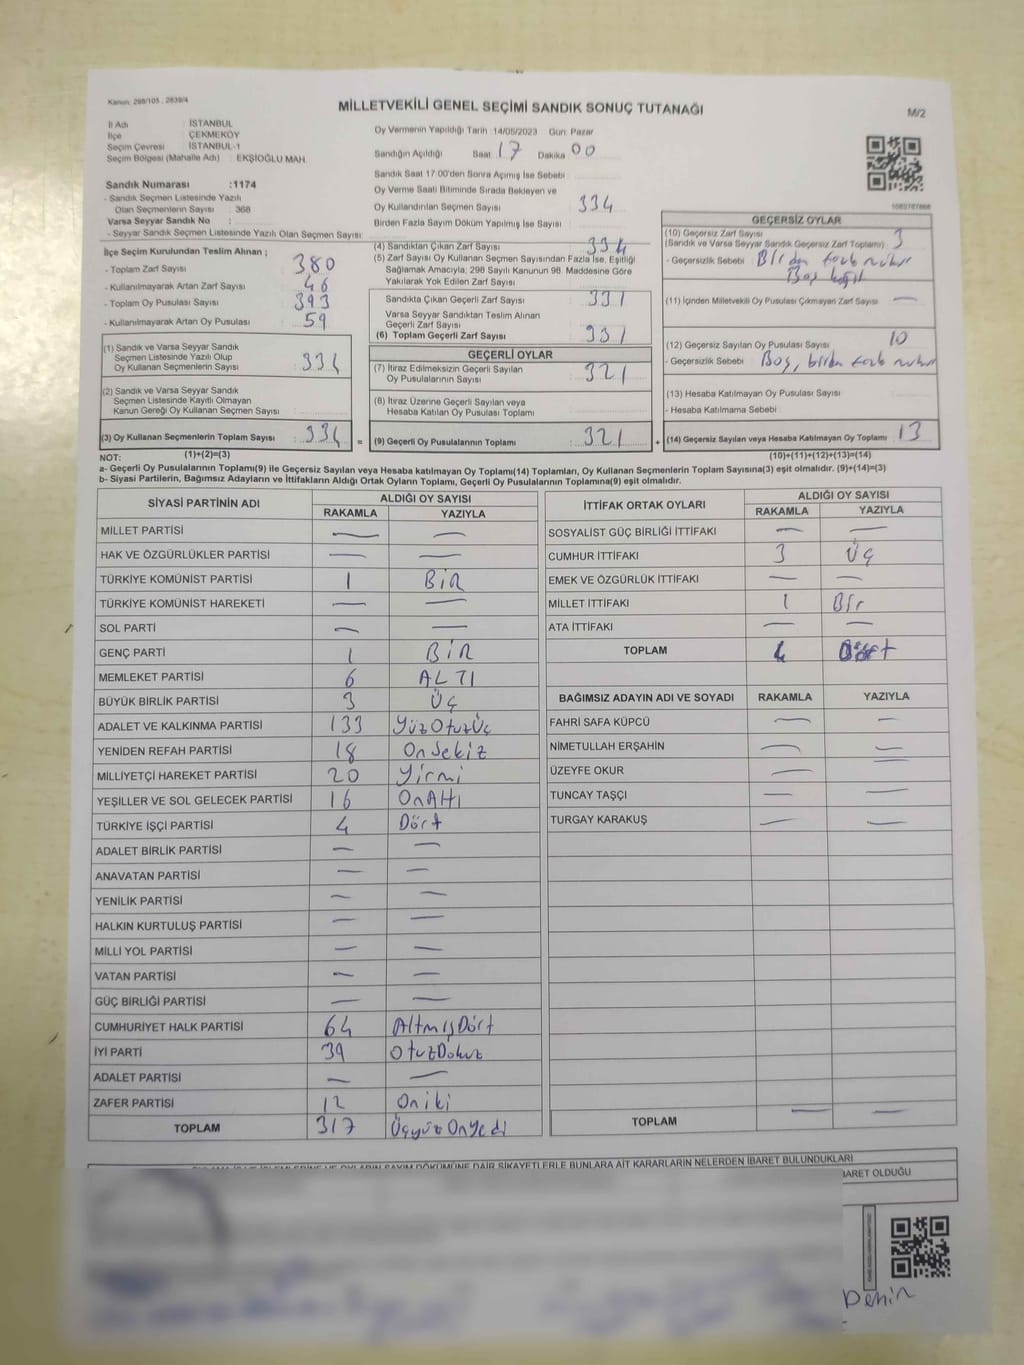 Kanun: 298/105 , 2839/4
MİLLETVEKİLİ GENEL SEÇİMİ SANDIK SONUÇ TUTANAĞI
M/2
İl Adı : İSTANBUL
İlçe : ÇEKMEKÖY
Seçim Çevresi : İSTANBUL-1
Seçim Bölgesi (Mahalle Adı) : EKŞİOĞLU MAH.
Sandık Numarası :1174
- Sandık Seçmen Listesinde Yazılı
Olan Seçmenlerin Sayısı : 368
Varsa Seyyar Sandık No :
- Seyyar Sandık Seçmen Listesinde Yazılı Olan Seçmen Sayısı:
Oy Vermenin Yapıldığı Tarih 14/05/2023 Gün: Pazar
Sandığın Açıldığı Saat 17 Dakika 00
Sandık Saat 17.00'den Sonra Açılmış İse Sebebi :
Oy Verme Saati Bitiminde Sırada Bekleyen ve
Oy Kullandırılan Seçmen Sayısı : 334
Birden Fazla Sayım Döküm Yapılmış İse Sayısı :
İlçe Seçim Kurulundan Teslim Alınan ;
- Toplam Zarf Sayısı : 380
- Kullanılmayarak Artan Zarf Sayısı : 46
- Toplam Oy Pusulası Sayısı : 393
- Kullanılmayarak Artan Oy Pusulası : 59
(4) Sandıktan Çıkan Zarf Sayısı : 334
(5) Zarf Sayısı Oy Kullanan Seçmen Sayısından Fazla İse, Eşitliği
Sağlamak Amacıyla, 298 Sayılı Kanunun 98. Maddesine Göre
Yakılarak Yok Edilen Zarf Sayısı :
Sandıkta Çıkan Geçerli Zarf Sayısı : 331
Varsa Seyyar Sandıktan Teslim Alınan
Geçerli Zarf Sayısı :
(6) Toplam Geçerli Zarf Sayısı : 331
GEÇERSİZ OYLAR
(10) Geçersiz Zarf Sayısı : 3
(Sandık ve Varsa Seyyar Sandık Geçersiz Zarf Toplamı)
- Geçersizlik Sebebi : Birden fazla mühür
Boş kağıt
(11) İçinden Milletvekili Oy Pusulası Çıkmayan Zarf Sayısı : —
(12) Geçersiz Sayılan Oy Pusulası Sayısı : 10
- Geçersizlik Sebebi : Boş, birden fazla mühür
(13) Hesaba Katılmayan Oy Pusulası Sayısı :
- Hesaba Katılmama Sebebi :
(14) Geçersiz Sayılan veya Hesaba Katılmayan Oy Toplamı : 13
(10)+(11)+(12)+(13)=(14)
(1) Sandık ve Varsa Seyyar Sandık
Seçmen Listesinde Yazılı Olup
Oy Kullanan Seçmenlerin Sayısı : 334
(2) Sandık ve Varsa Seyyar Sandık
Seçmen Listesinde Kayıtlı Olmayan
Kanun Gereği Oy Kullanan Seçmen Sayısı :
(3) Oy Kullanan Seçmenlerin Toplam Sayısı : 334
(1)+(2)=(3)
GEÇERLİ OYLAR
(7) İtiraz Edilmeksizin Geçerli Sayılan
Oy Pusulalarının Sayısı : 321
(8) İtiraz Üzerine Geçerli Sayılan veya
Hesaba Katılan Oy Pusulası Toplamı :
= (9) Geçerli Oy Pusulalarının Toplamı : 321 +
NOT:
a- Geçerli Oy Pusulalarının Toplamı(9) ile Geçersiz Sayılan veya Hesaba katılmayan Oy Toplamı(14) Toplamları, Oy Kullanan Seçmenlerin Toplam Sayısına(3) eşit olmalıdır. (9)+(14)=(3)
b- Siyasi Partilerin, Bağımsız Adayların ve İttifakların Aldığı Ortak Oyların Toplamı, Geçerli Oy Pusulalarının Toplamına(9) eşit olmalıdır.
SİYASİ PARTİNİN ADI ALDIĞI OY SAYISI
RAKAMLA YAZIYLA
MİLLET PARTİSİ — —
HAK VE ÖZGÜRLÜKLER PARTİSİ — —
TÜRKİYE KOMÜNİST PARTİSİ 1 BİR
TÜRKİYE KOMÜNİST HAREKETİ — —
SOL PARTİ — —
GENÇ PARTİ 1 BİR
MEMLEKET PARTİSİ 6 ALTI
BÜYÜK BİRLİK PARTİSİ 3 Üç
ADALET VE KALKINMA PARTİSİ 133 YüzOtuzÜç
YENİDEN REFAH PARTİSİ 18 OnSekiz
MİLLİYETÇİ HAREKET PARTİSİ 20 Yirmi
YEŞİLLER VE SOL GELECEK PARTİSİ 16 OnAltı
TÜRKİYE İŞÇİ PARTİSİ 4 Dört
ADALET BİRLİK PARTİSİ — —
ANAVATAN PARTİSİ — —
YENİLİK PARTİSİ — —
HALKIN KURTULUŞ PARTİSİ — —
MİLLİ YOL PARTİSİ — —
VATAN PARTİSİ — —
GÜÇ BİRLİĞİ PARTİSİ — —
CUMHURİYET HALK PARTİSİ 64 AltmışDört
İYİ PARTİ 39 OtuzDokuz
ADALET PARTİSİ — —
ZAFER PARTİSİ 12 Oniki
TOPLAM 317 ÜçyüzOnYedi
İTTİFAK ORTAK OYLARI ALDIĞI OY SAYISI
RAKAMLA YAZIYLA
SOSYALİST GÜÇ BİRLİĞİ İTTİFAKI — —
CUMHUR İTTİFAKI 3 Üç
EMEK VE ÖZGÜRLÜK İTTİFAKI — —
MİLLET İTTİFAKI 1 Bir
ATA İTTİFAKI — —
TOPLAM 4 Dört
BAĞIMSIZ ADAYIN ADI VE SOYADI RAKAMLA YAZIYLA
FAHRİ SAFA KÜPCÜ — —
NİMETULLAH ERŞAHİN — —
ÜZEYFE OKUR — —
TUNCAY TAŞÇI — —
TURGAY KARAKUŞ — —
TOPLAM — —
DÖKÜMÜNE DAİR ŞİKAYETLERLE BUNLARA AİT KARARLARIN NELERDEN İBARET BULUNDUKLARI
İBARET OLDUĞU